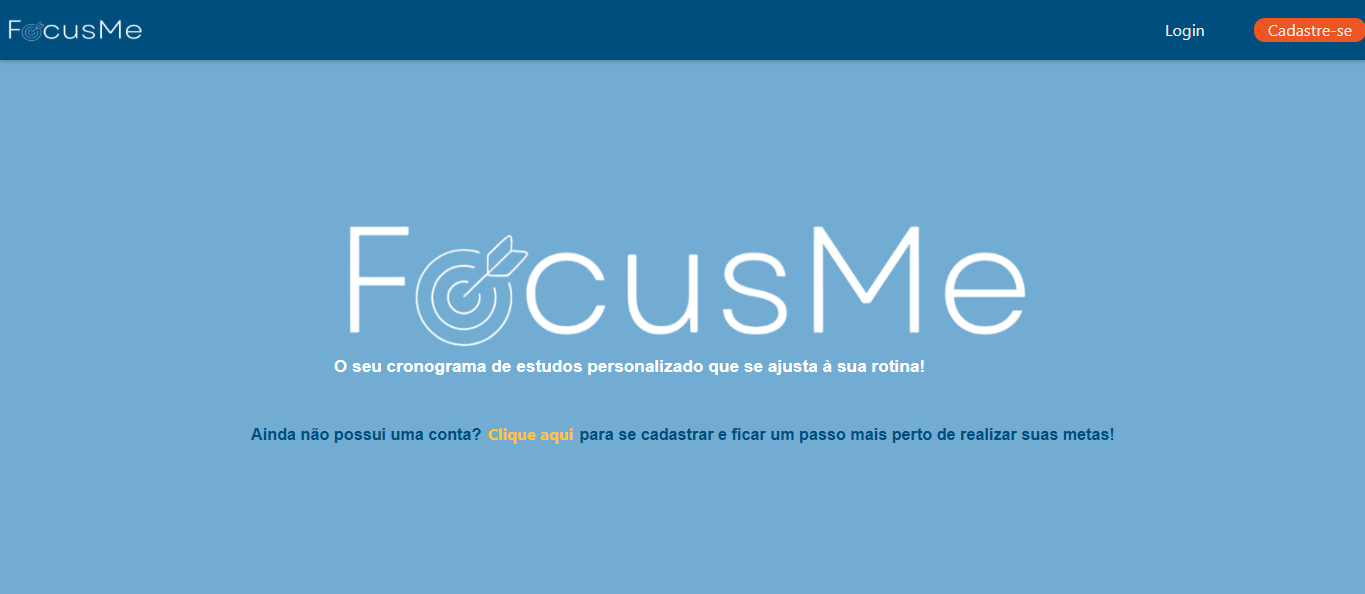 FocusMe
Login
Cadastre-se
FocusMe
O seu cronograma de estudos personalizado que se ajusta à sua rotina!
Ainda não possui uma conta? Clique aqui para se cadastrar e ficar um passo mais perto de realizar suas metas!